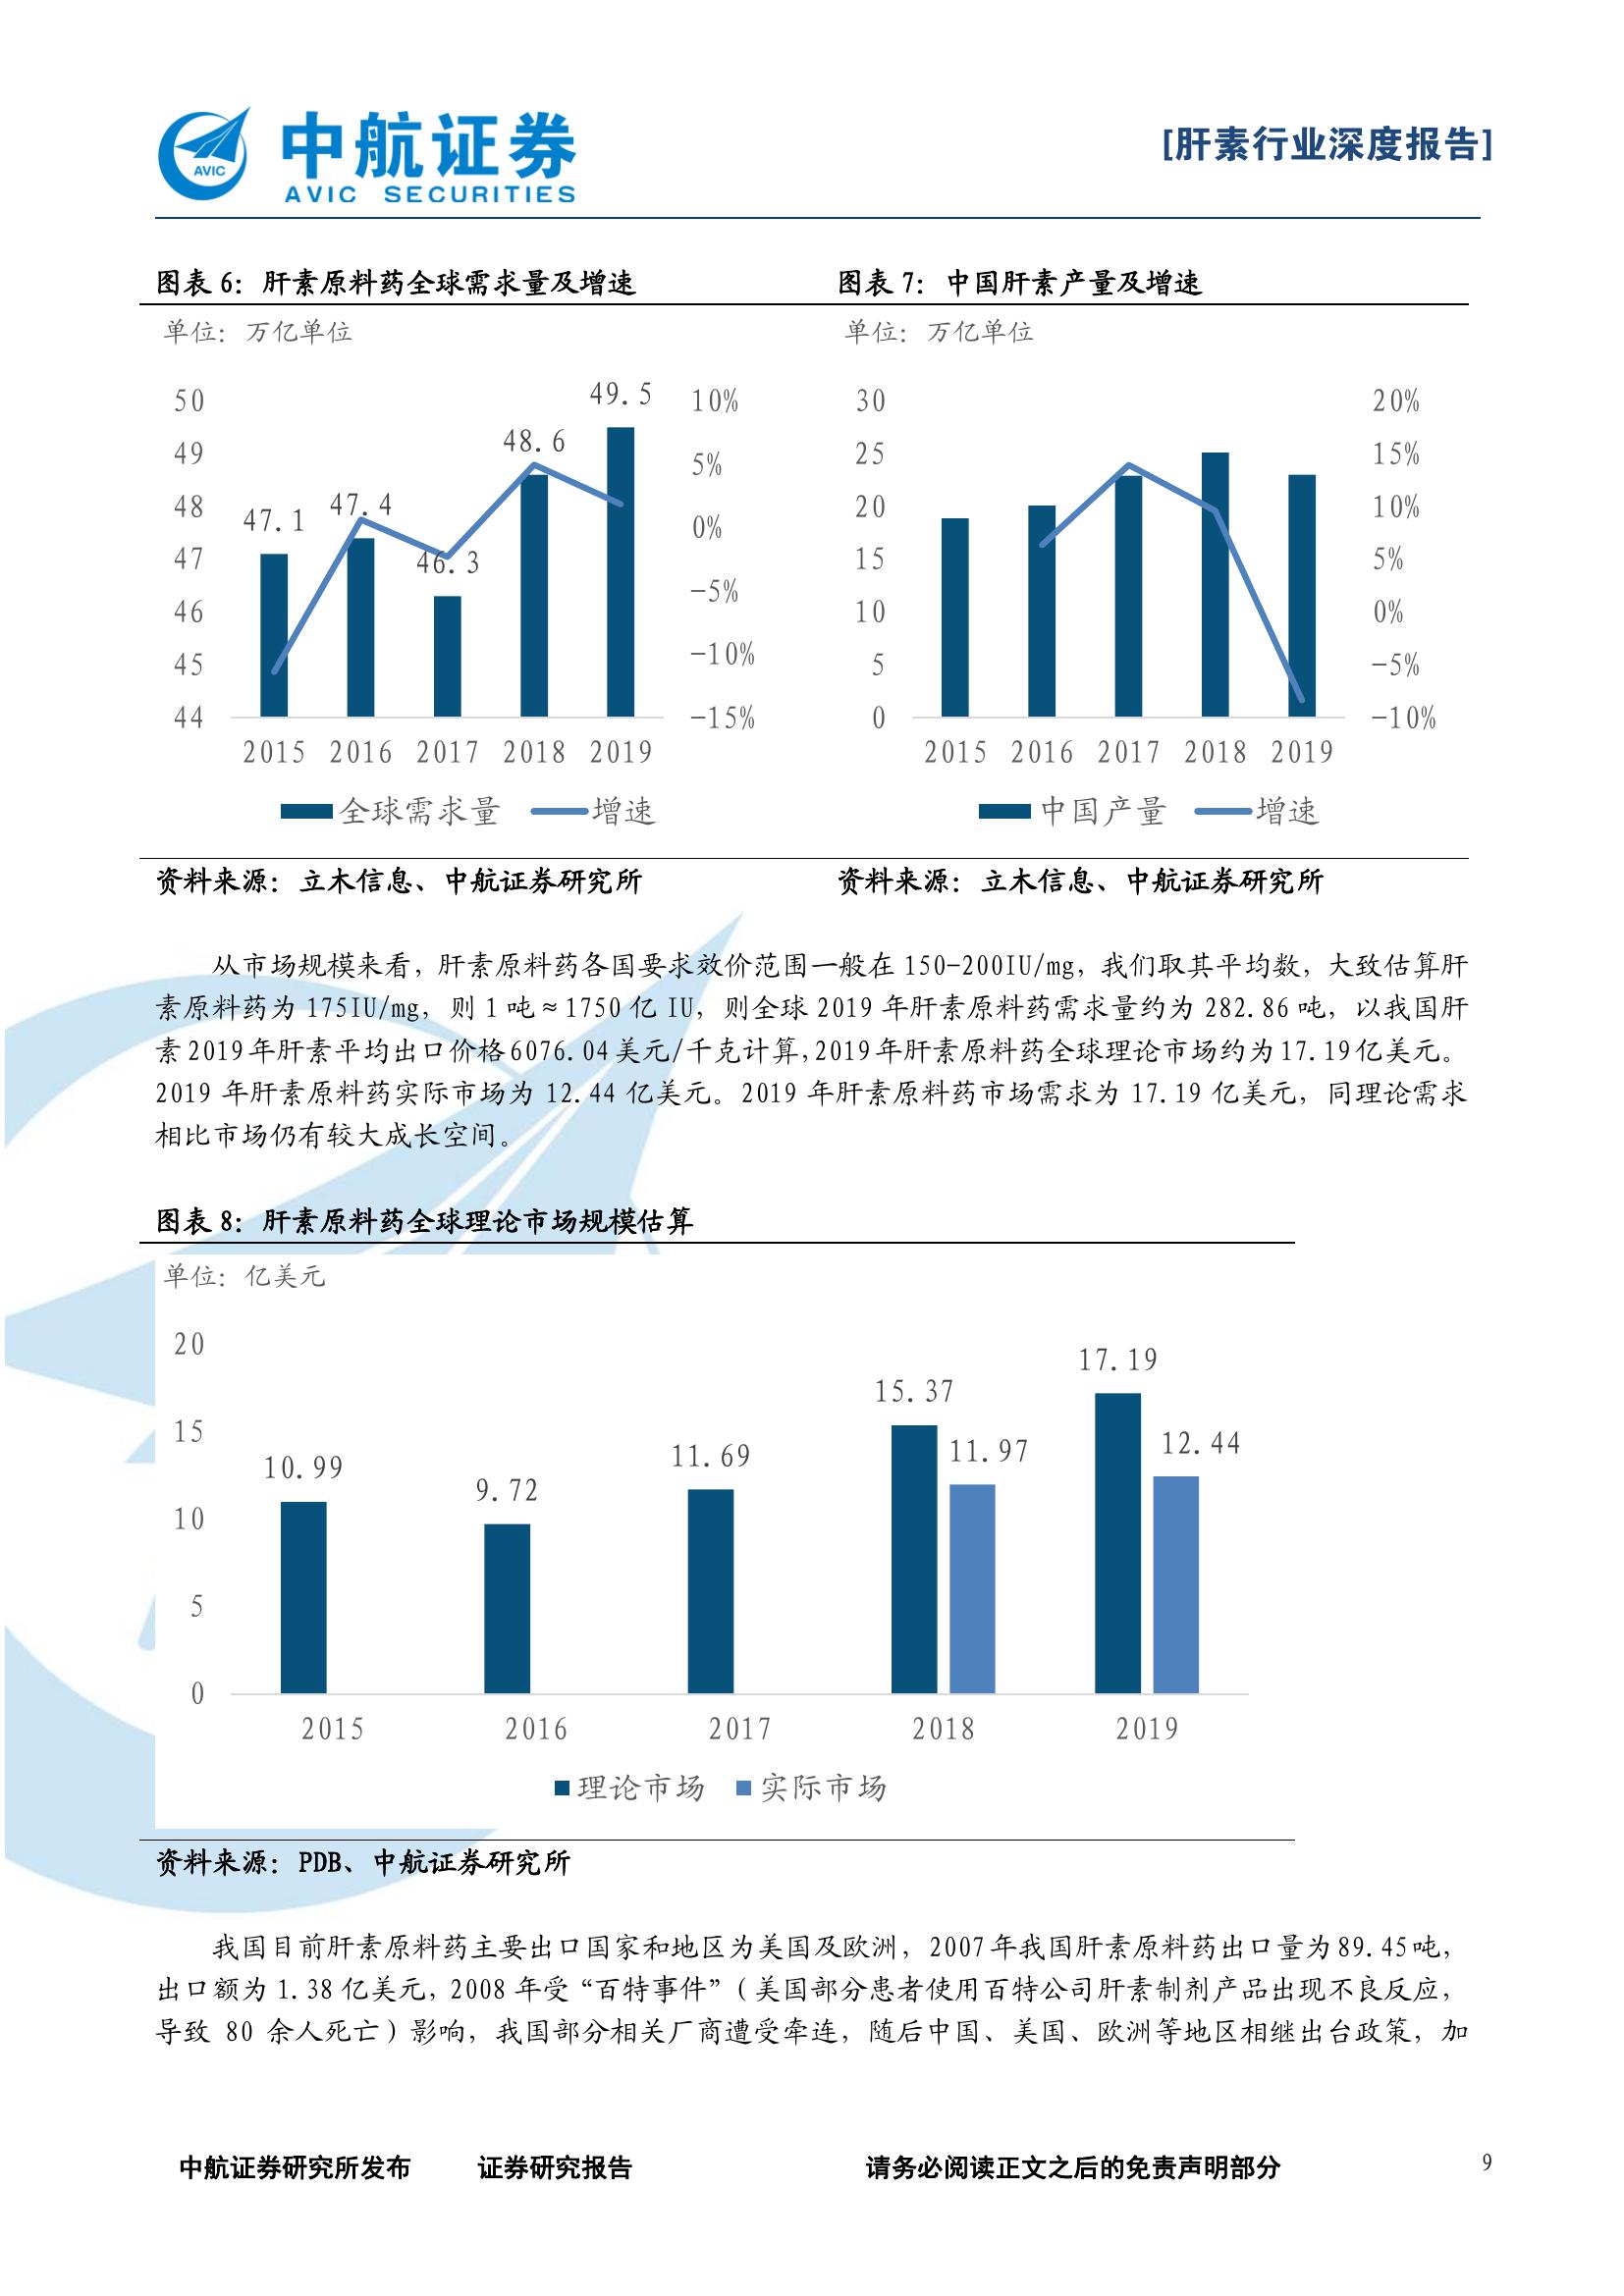 AVIC
中航证券
AVIC SECURITIES
[肝素行业深度报告]
图表 6：肝素原料药全球需求量及增速
单位：万亿单位
50
49
48
47
46
45
44
47.1
47.4
46.3
48.6
49.5
10%
5%
0%
-5%
-10%
-15%
2015 2016 2017 2018 2019
全球需求量 增速
资料来源：立木信息、中航证券研究所
图表 7：中国肝素产量及增速
单位：万亿单位
30
25
20
15
10
5
0
20%
15%
10%
5%
0%
-5%
-10%
2015 2016 2017 2018 2019
中国产量 增速
资料来源：立木信息、中航证券研究所
从市场规模来看，肝素原料药各国要求效价范围一般在 150-200IU/mg，我们取其平均数，大致估算肝
素原料药为 175IU/mg，则 1 吨≈1750 亿 IU，则全球 2019 年肝素原料药需求量约为 282.86 吨，以我国肝
素 2019 年肝素平均出口价格 6076.04 美元/千克计算，2019 年肝素原料药全球理论市场约为 17.19 亿美元。
2019 年肝素原料药实际市场为 12.44 亿美元。2019 年肝素原料药市场需求为 17.19 亿美元，同理论需求
相比市场仍有较大成长空间。
图表 8：肝素原料药全球理论市场规模估算
单位：亿美元
20
15
10
5
0
10.99
9.72
11.69
15.37
11.97
17.19
12.44
2015 2016 2017 2018 2019
理论市场 实际市场
资料来源：PDB、中航证券研究所
我国目前肝素原料药主要出口国家和地区为美国及欧洲，2007 年我国肝素原料药出口量为 89.45 吨，
出口额为 1.38 亿美元，2008 年受“百特事件”（美国部分患者使用百特公司肝素制剂产品出现不良反应，
导致 80 余人死亡）影响，我国部分相关厂商遭受牵连，随后中国、美国、欧洲等地区相继出台政策，加
中航证券研究所发布 证券研究报告 请务必阅读正文之后的免责声明部分 9